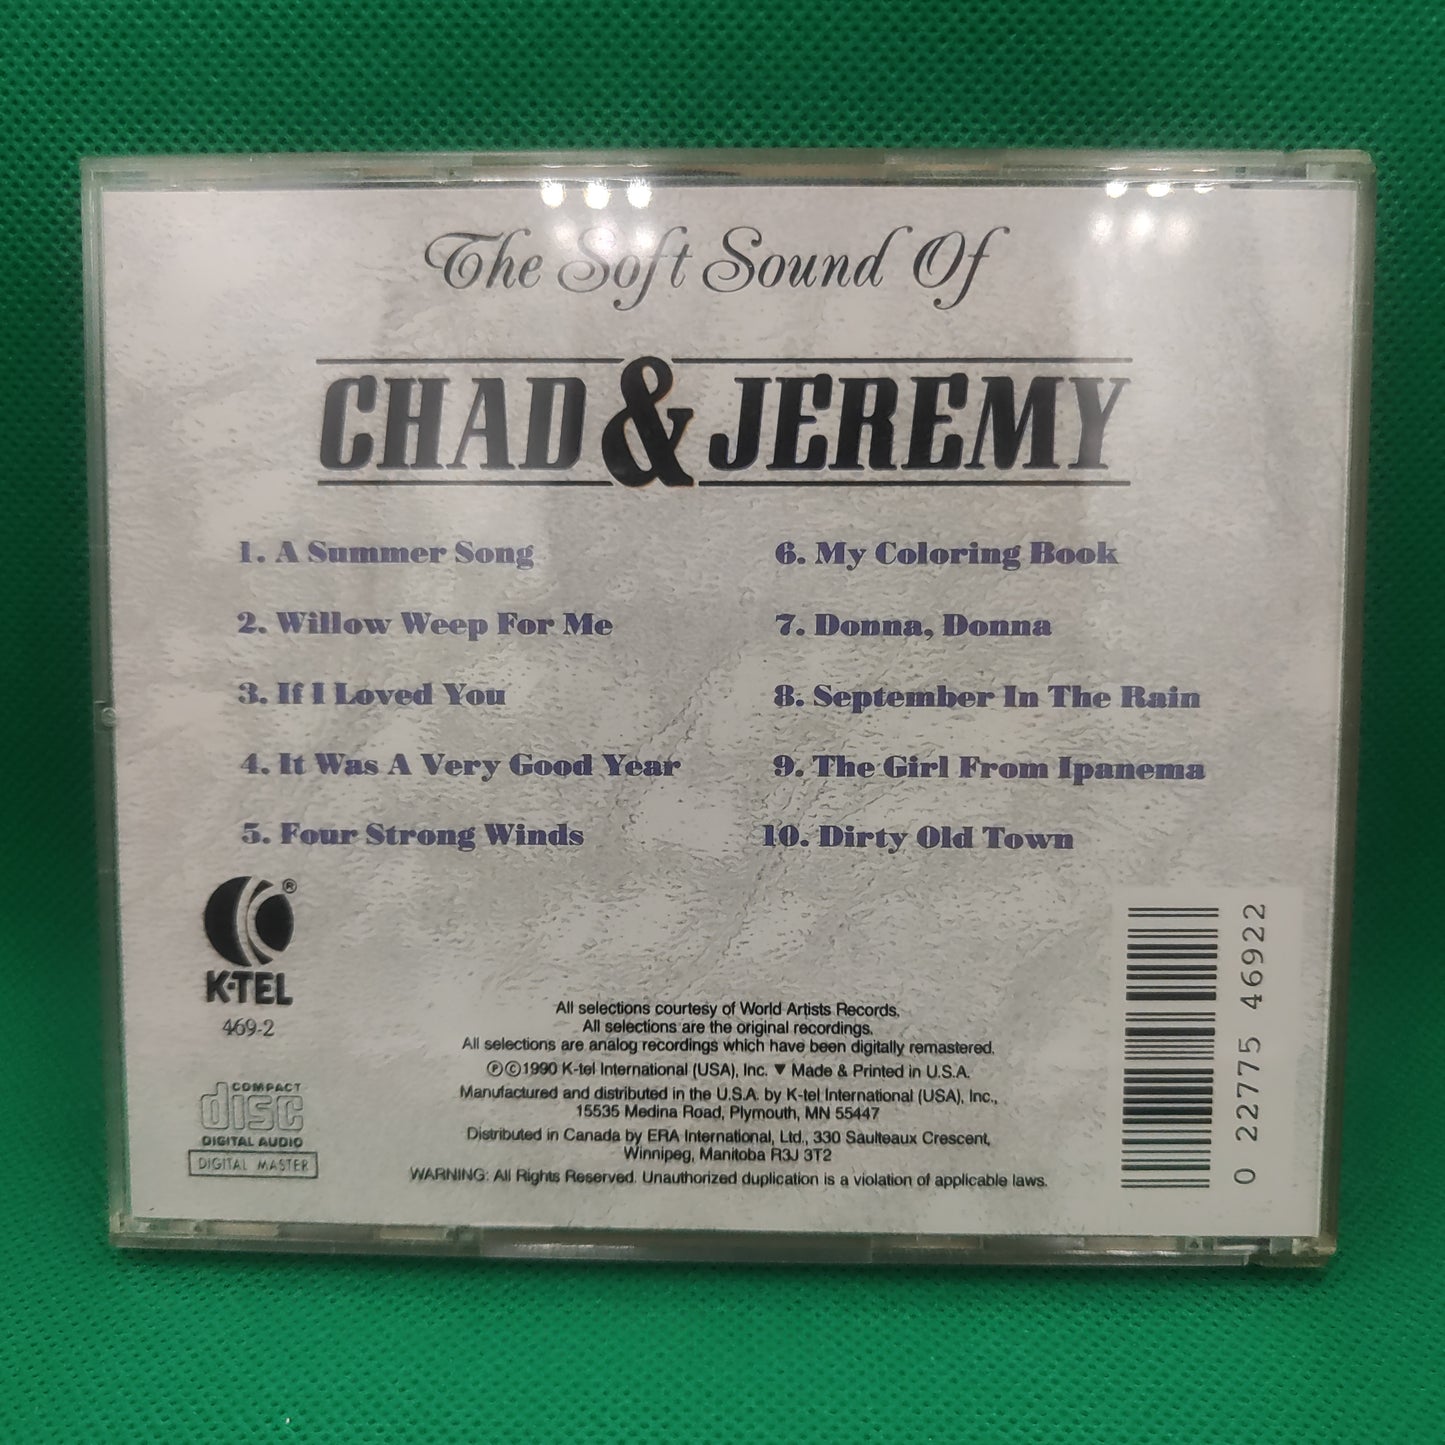 The Soft Sound Of
CHAD & JEREMY
1. A Summer Song
2. Willow Weep For Me
3. If I Loved You
4. It Was A Very Good Year
5. Four Strong Winds
6. My Coloring Book
7. Donna, Donna
8. September In The Rain
9. The Girl From Ipanema
10. Dirty Old Town
®
K-TEL
469-2
COMPACT
disc
DIGITAL AUDIO
DIGITAL MASTER
All selections courtesy of World Artists Records.
All selections are the original recordings.
All selections are analog recordings which have been digitally remastered.
℗©1990 K-tel International (USA), Inc. ▼ Made & Printed in U.S.A.
Manufactured and distributed in the U.S.A. by K-tel International (USA), Inc.,
15535 Medina Road, Plymouth, MN 55447
Distributed in Canada by ERA International, Ltd., 330 Saulteaux Crescent,
Winnipeg, Manitoba R3J 3T2
WARNING: All Rights Reserved. Unauthorized duplication is a violation of applicable laws.
0 22775 46922